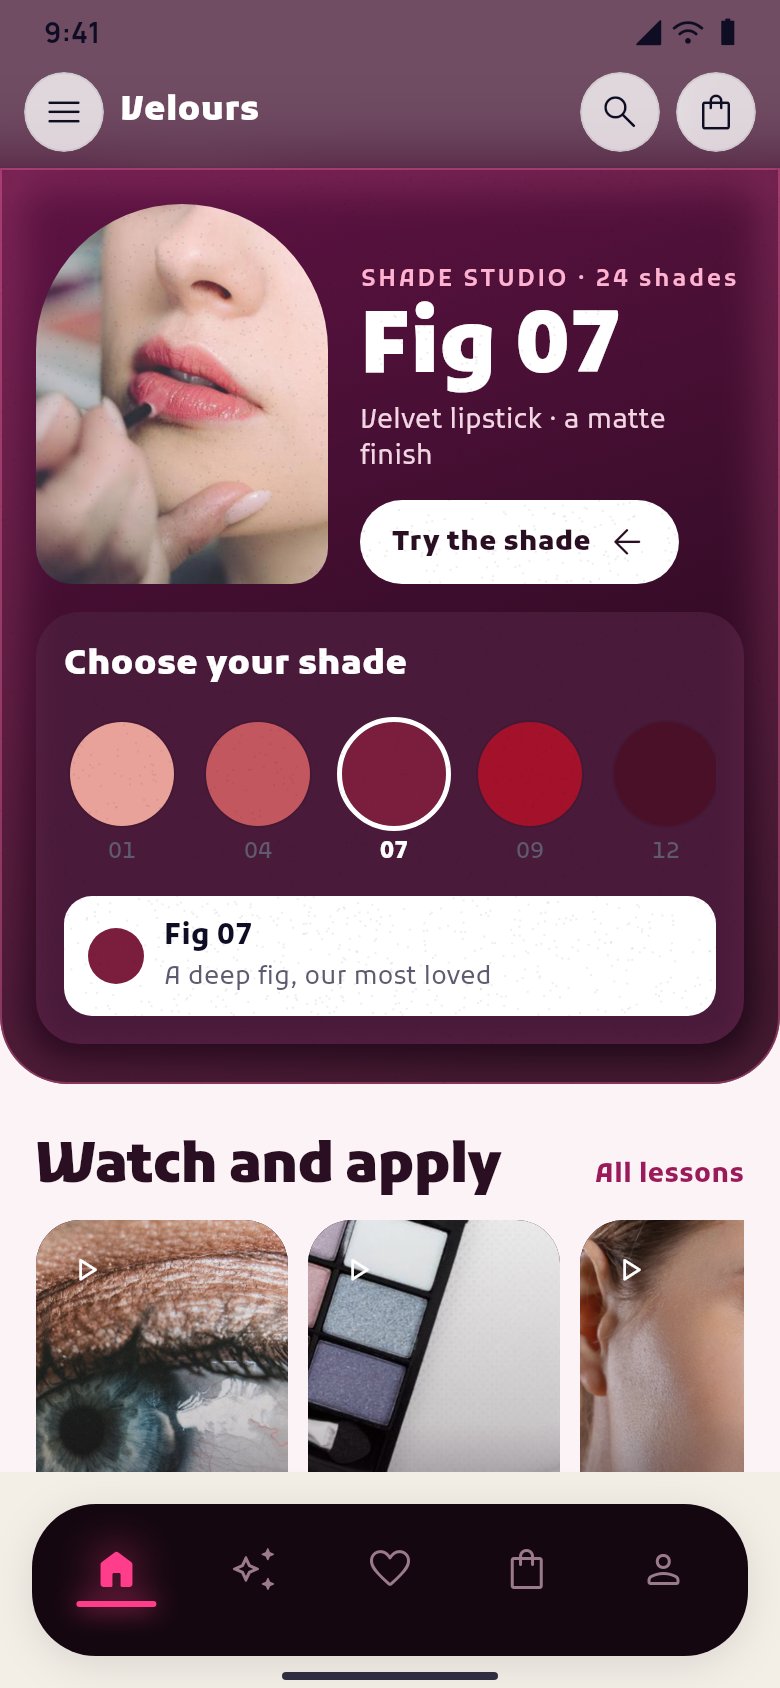 9:41
Velours
SHADE STUDIO · 24 shades
Fig 07
Velvet lipstick · a matte
finish
Try the shade
Choose your shade
01 04 07 09 12
Fig 07
A deep fig, our most loved
Watch and apply
All lessons